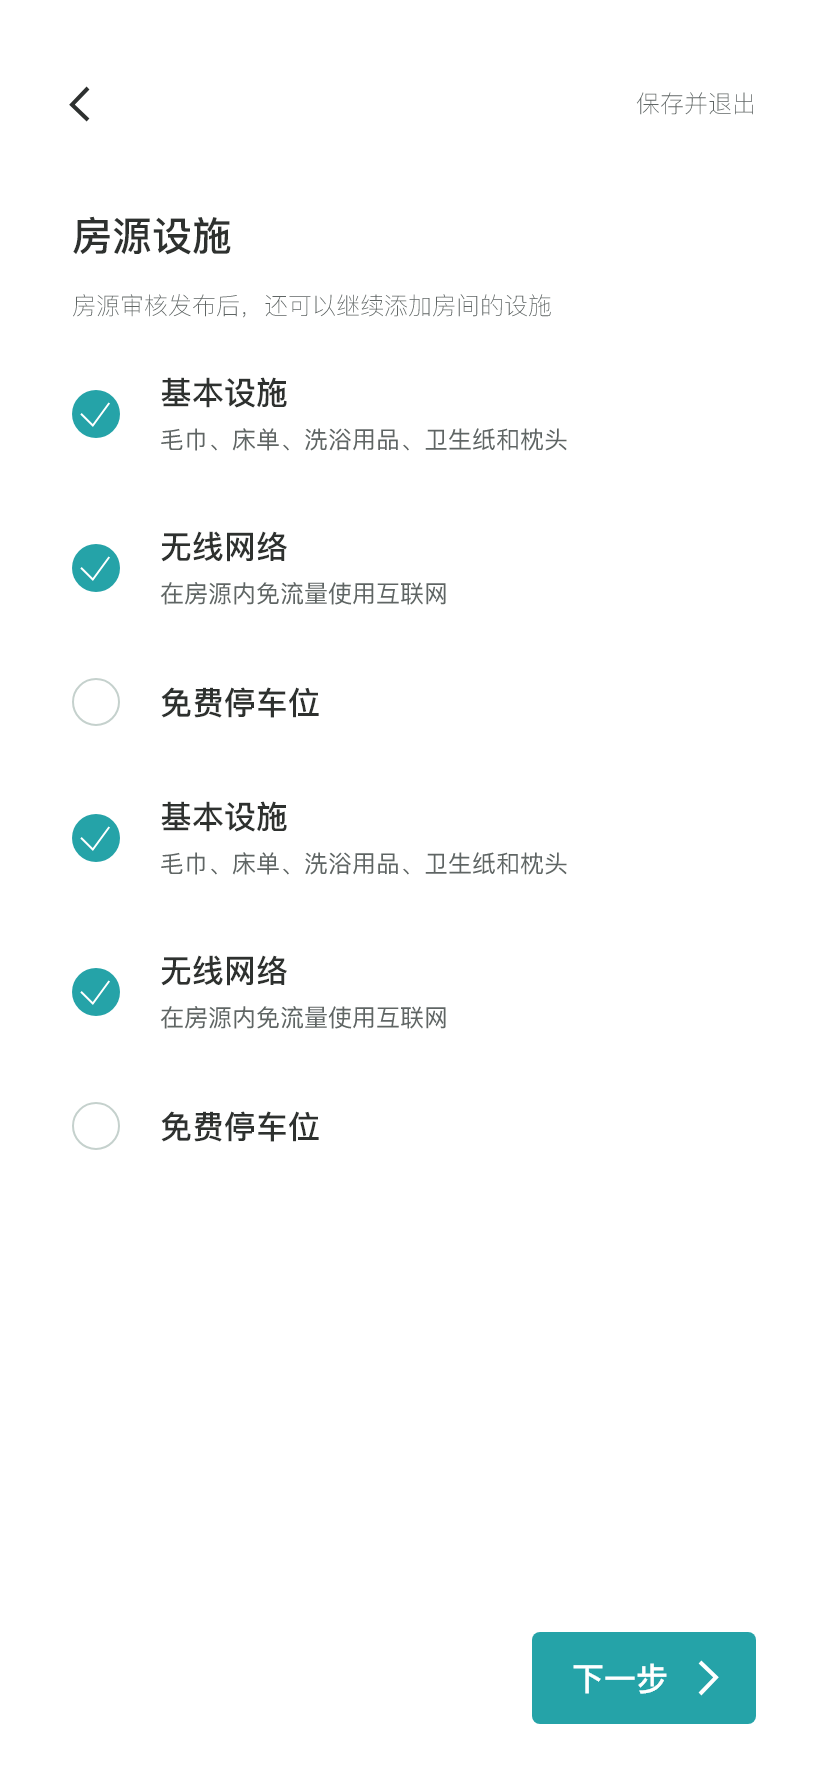 保存并退出
房源设施
房源审核发布后，还可以继续添加房间的设施
基本设施
毛巾、床单、洗浴用品、卫生纸和枕头
无线网络
在房源内免流量使用互联网
免费停车位
基本设施
毛巾、床单、洗浴用品、卫生纸和枕头
无线网络
在房源内免流量使用互联网
免费停车位
下一步